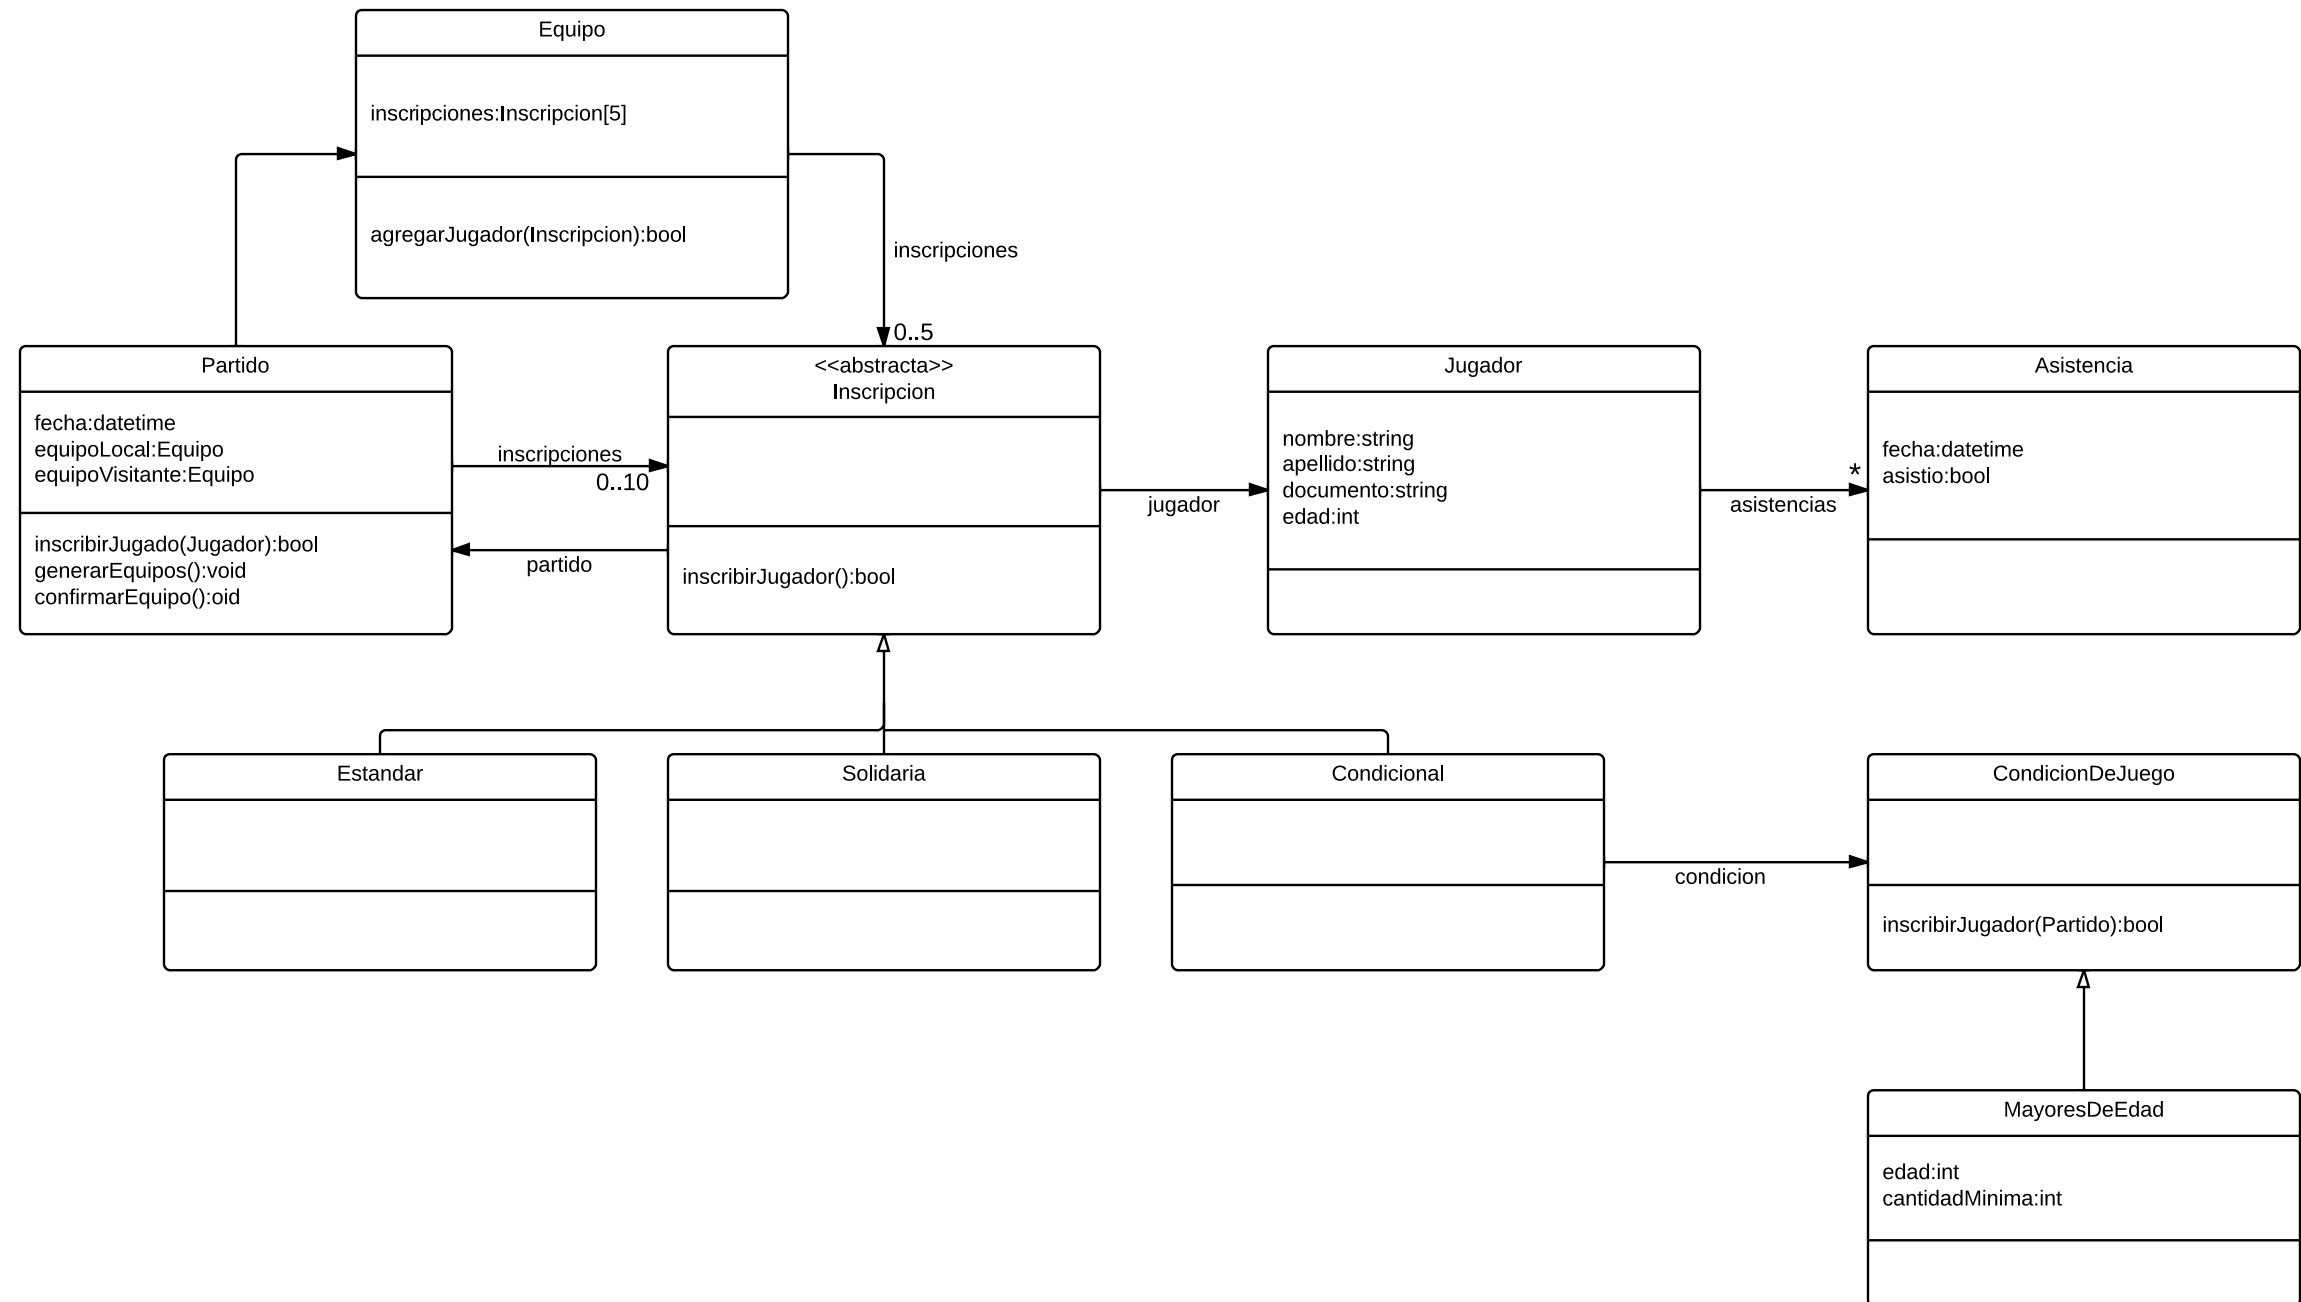 Equipo
inscripciones:Inscripcion[5]
agregarJugador(Inscripcion):bool
inscripciones
0..5
Partido
fecha:datetime
equipoLocal:Equipo
equipoVisitante:Equipo
inscribirJugado(Jugador):bool
generarEquipos():void
confirmarEquipo():oid
inscripciones
0..10
partido
<<abstracta>>
Inscripcion
inscribirJugador():bool
jugador
Jugador
nombre:string
apellido:string
documento:string
edad:int
*
asistencias
Asistencia
fecha:datetime
asistio:bool
Estandar
Solidaria
Condicional
condicion
CondicionDeJuego
inscribirJugador(Partido):bool
MayoresDeEdad
edad:int
cantidadMinima:int